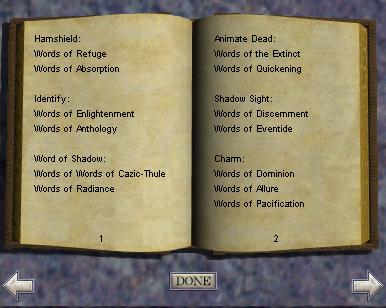 Hamshield:
Words of Refuge
Words of Absorption
Identify:
Words of Enlightenment
Words of Anthology
Word of Shadow:
Words of Words of Cazic-Thule
Words of Radiance
1
Animate Dead:
Words of the Extinct
Words of Quickening
Shadow Sight:
Words of Discernment
Words of Eventide
Charm:
Words of Dominion
Words of Allure
Words of Pacification
2
DONE